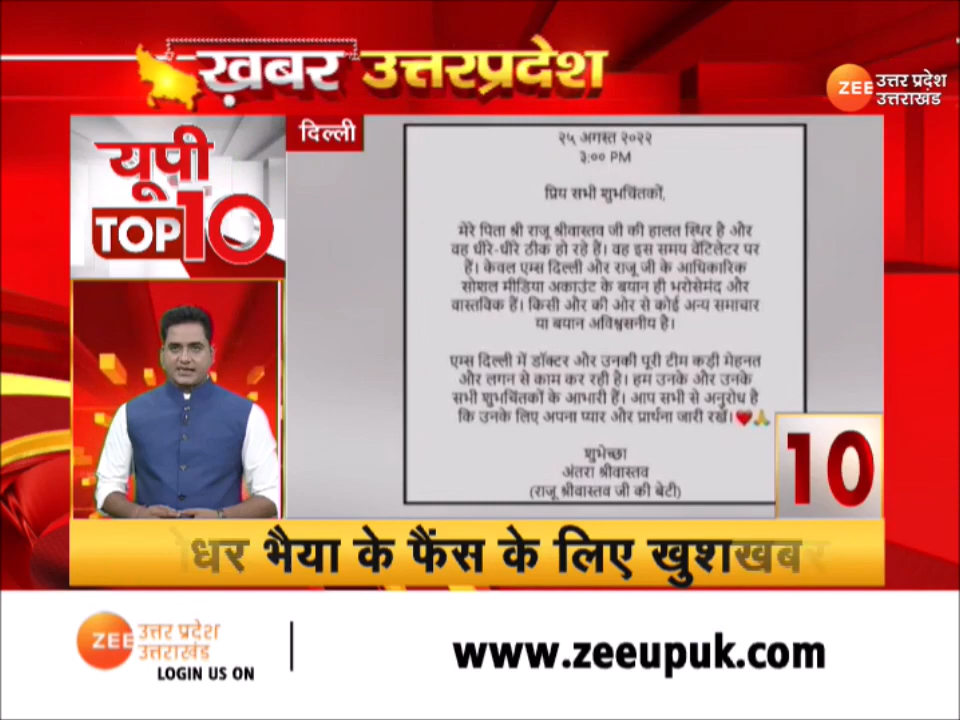 ख़बर उत्तरप्रदेश
ZEE उत्तर प्रदेश
उत्तराखंड
यूपी
TOP10
दिल्ली
२५ अगस्त २०२२
३:०० PM
प्रिय सभी शुभचिंतकों,
मेरे पिता श्री राजू श्रीवास्तव जी की हालत स्थिर है और
वह धीरे-धीरे ठीक हो रहे हैं। वह इस समय वेंटिलेटर पर
हैं। केवल एम्स दिल्ली और राजू जी के आधिकारिक
सोशल मीडिया अकाउंट के बयान ही भरोसेमंद और
वास्तविक हैं। किसी और की ओर से कोई अन्य समाचार
या बयान अविश्वसनीय है।
एम्स दिल्ली में डॉक्टर और उनकी पूरी टीम कड़ी मेहनत
और लगन से काम कर रही है। हम उनके और उनके
सभी शुभचिंतकों के आभारी हैं। आप सभी से अनुरोध है
कि उनके लिए अपना प्यार और प्रार्थना जारी रखें।❤️🙏
शुभेच्छा
अंतरा श्रीवास्तव
(राजू श्रीवास्तव जी की बेटी)
10
भैया के फैंस के लिए खुशखबर
ZEE उत्तर प्रदेश
उत्तराखंड
LOGIN US ON
www.zeeupuk.com